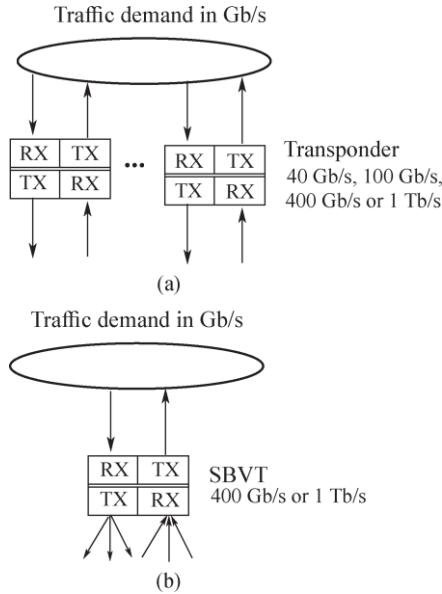 Traffic demand in Gb/s
RX TX ... RX TX
TX RX TX RX
Transponder
40 Gb/s, 100 Gb/s,
400 Gb/s or 1 Tb/s
(a)
Traffic demand in Gb/s
RX TX
TX RX
SBVT
400 Gb/s or 1 Tb/s
(b)